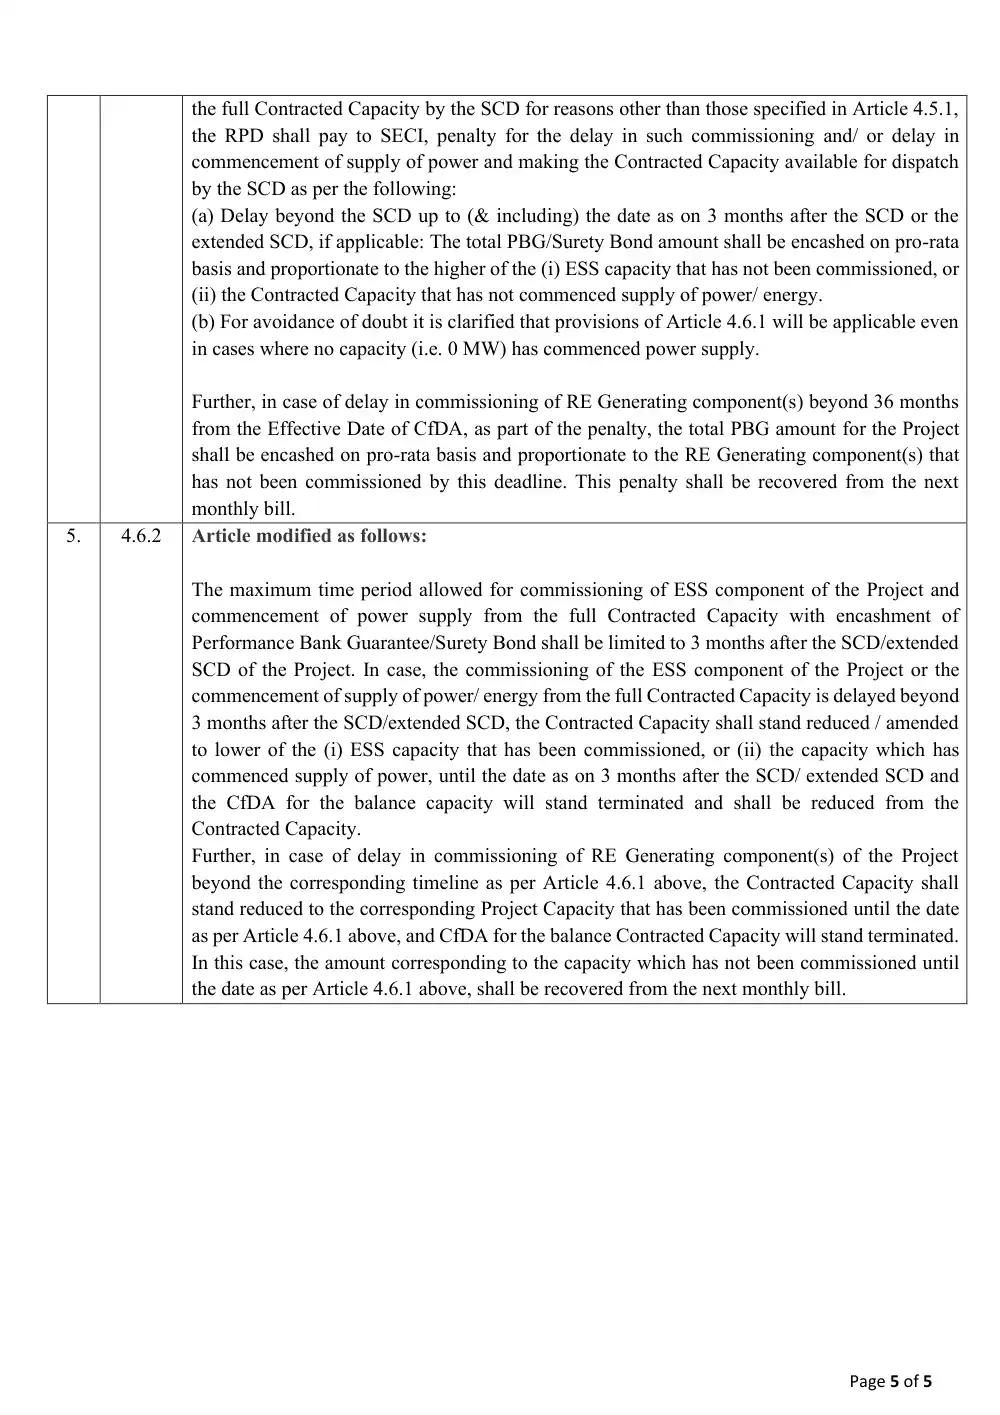 the full Contracted Capacity by the SCD for reasons other than those specified in Article 4.5.1,
the RPD shall pay to SECI, penalty for the delay in such commissioning and/ or delay in
commencement of supply of power and making the Contracted Capacity available for dispatch
by the SCD as per the following:
(a) Delay beyond the SCD up to (& including) the date as on 3 months after the SCD or the
extended SCD, if applicable: The total PBG/Surety Bond amount shall be encashed on pro-rata
basis and proportionate to the higher of the (i) ESS capacity that has not been commissioned, or
(ii) the Contracted Capacity that has not commenced supply of power/ energy.
(b) For avoidance of doubt it is clarified that provisions of Article 4.6.1 will be applicable even
in cases where no capacity (i.e. 0 MW) has commenced power supply.
Further, in case of delay in commissioning of RE Generating component(s) beyond 36 months
from the Effective Date of CfDA, as part of the penalty, the total PBG amount for the Project
shall be encashed on pro-rata basis and proportionate to the RE Generating component(s) that
has not been commissioned by this deadline. This penalty shall be recovered from the next
monthly bill.
5. 4.6.2 Article modified as follows:
The maximum time period allowed for commissioning of ESS component of the Project and
commencement of power supply from the full Contracted Capacity with encashment of
Performance Bank Guarantee/Surety Bond shall be limited to 3 months after the SCD/extended
SCD of the Project. In case, the commissioning of the ESS component of the Project or the
commencement of supply of power/ energy from the full Contracted Capacity is delayed beyond
3 months after the SCD/extended SCD, the Contracted Capacity shall stand reduced / amended
to lower of the (i) ESS capacity that has been commissioned, or (ii) the capacity which has
commenced supply of power, until the date as on 3 months after the SCD/ extended SCD and
the CfDA for the balance capacity will stand terminated and shall be reduced from the
Contracted Capacity.
Further, in case of delay in commissioning of RE Generating component(s) of the Project
beyond the corresponding timeline as per Article 4.6.1 above, the Contracted Capacity shall
stand reduced to the corresponding Project Capacity that has been commissioned until the date
as per Article 4.6.1 above, and CfDA for the balance Contracted Capacity will stand terminated.
In this case, the amount corresponding to the capacity which has not been commissioned until
the date as per Article 4.6.1 above, shall be recovered from the next monthly bill.
Page 5 of 5